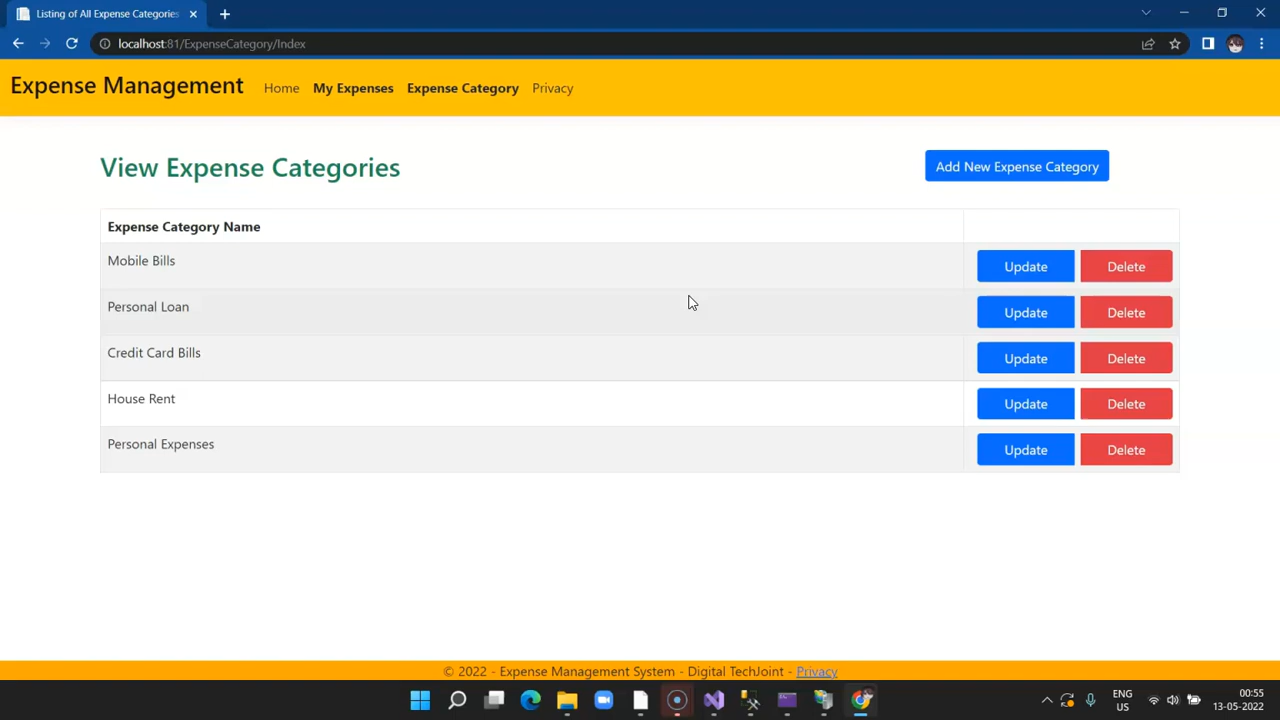 Listing of All Expense Categories
localhost:81/ExpenseCategory/Index
Expense Management Home My Expenses Expense Category Privacy
View Expense Categories
Add New Expense Category
Expense Category Name
Mobile Bills Update Delete
Personal Loan Update Delete
Credit Card Bills Update Delete
House Rent Update Delete
Personal Expenses Update Delete
© 2022 - Expense Management System - Digital TechJoint - Privacy
ENG
US
00:55
13-05-2022